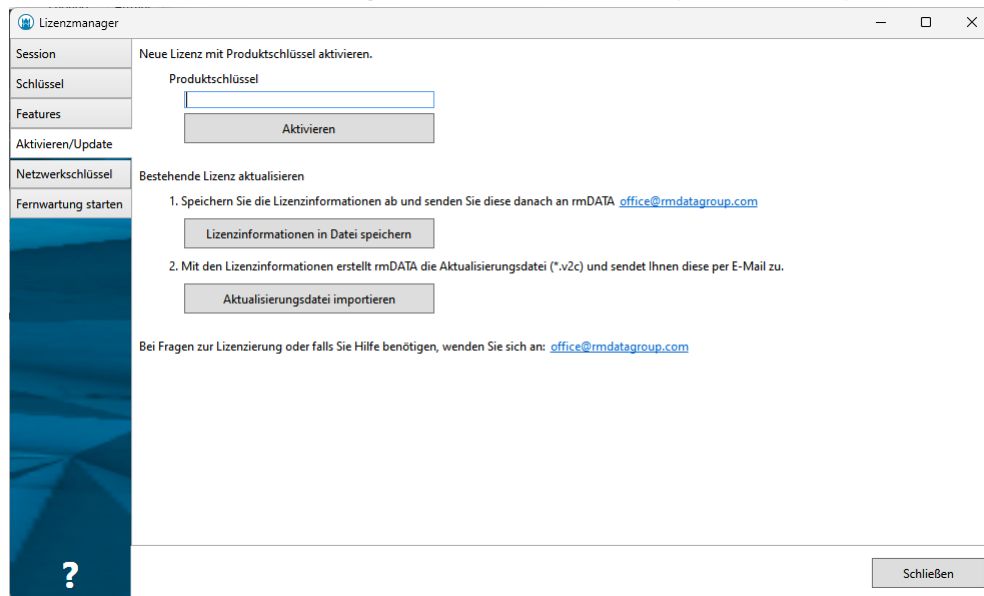 Lizenzmanager
Session
Schlüssel
Features
Aktivieren/Update
Netzwerkschlüssel
Fernwartung starten
Neue Lizenz mit Produktschlüssel aktivieren.
Produktschlüssel
Aktivieren
Bestehende Lizenz aktualisieren
1. Speichern Sie die Lizenzinformationen ab und senden Sie diese danach an rmDATA office@rmdatagroup.com
Lizenzinformationen in Datei speichern
2. Mit den Lizenzinformationen erstellt rmDATA die Aktualisierungsdatei (*.v2c) und sendet Ihnen diese per E-Mail zu.
Aktualisierungsdatei importieren
Bei Fragen zur Lizenzierung oder falls Sie Hilfe benötigen, wenden Sie sich an: office@rmdatagroup.com
?
Schließen